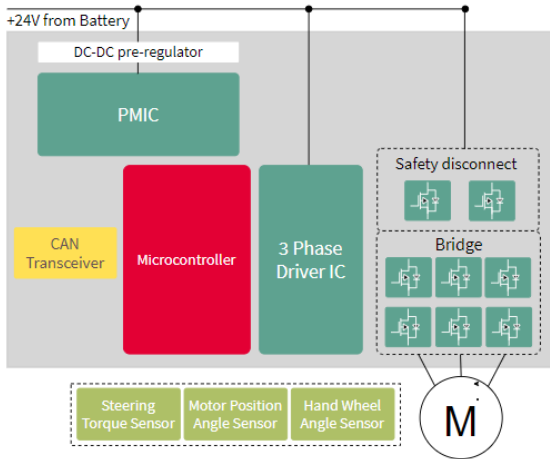 +24V from Battery
DC-DC pre-regulator
PMIC
Safety disconnect
CAN
Transceiver
Microcontroller
3 Phase
Driver IC
Bridge
Steering
Torque Sensor
Motor Position
Angle Sensor
Hand Wheel
Angle Sensor
M